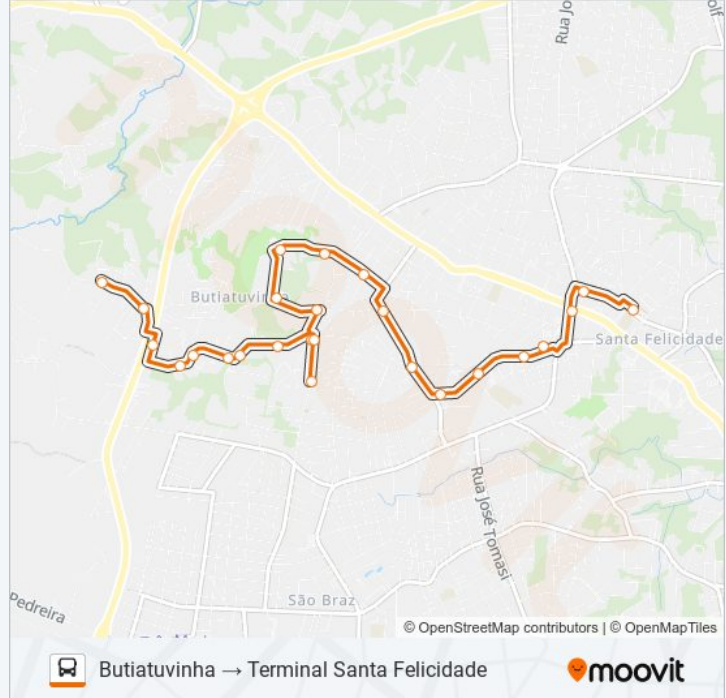 Rua Jo
olf
Butiatuvinha
Santa Felicidade
Rua José Tomasi
São Braz
Pedreira
© OpenStreetMap contributors | © OpenMapTiles
Butiatuvinha → Terminal Santa Felicidade
moovit